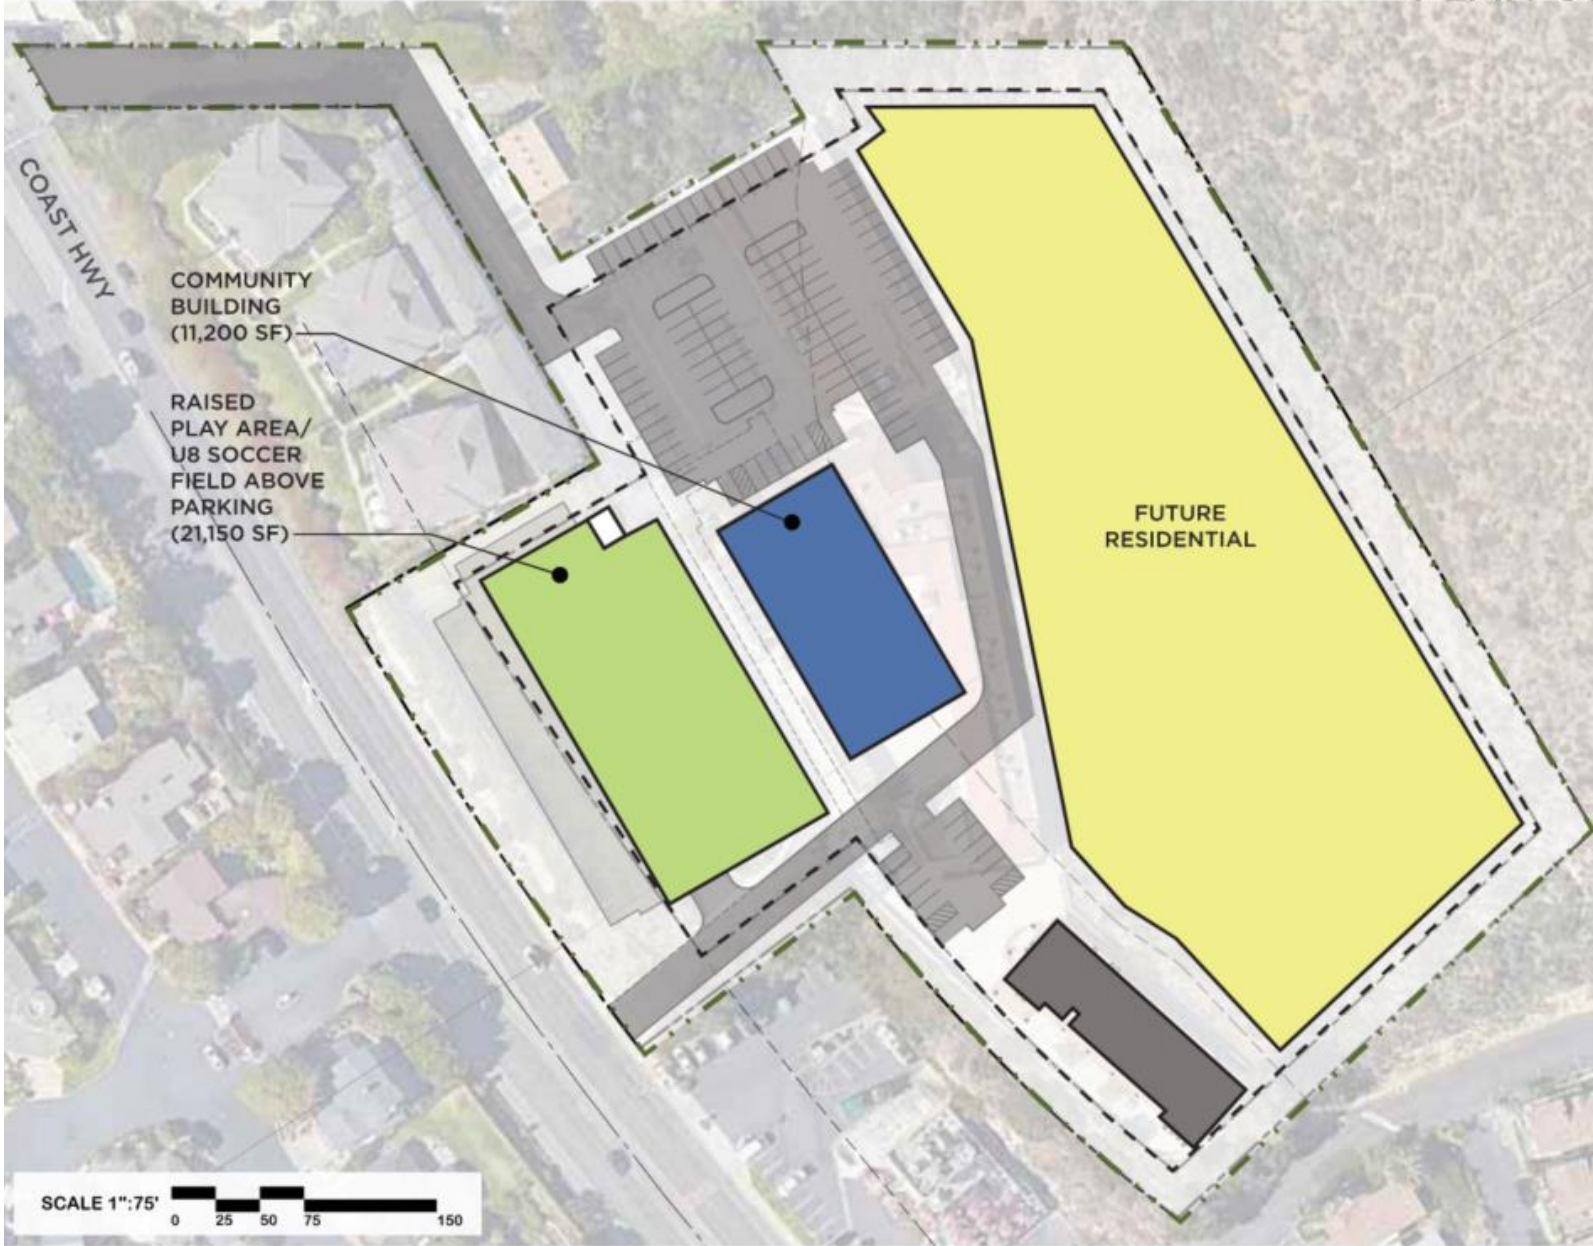 COAST HWY
COMMUNITY
BUILDING
(11,200 SF)
RAISED
PLAY AREA/
U8 SOCCER
FIELD ABOVE
PARKING
(21,150 SF)
FUTURE
RESIDENTIAL
SCALE 1":75'
0 25 50 75 150